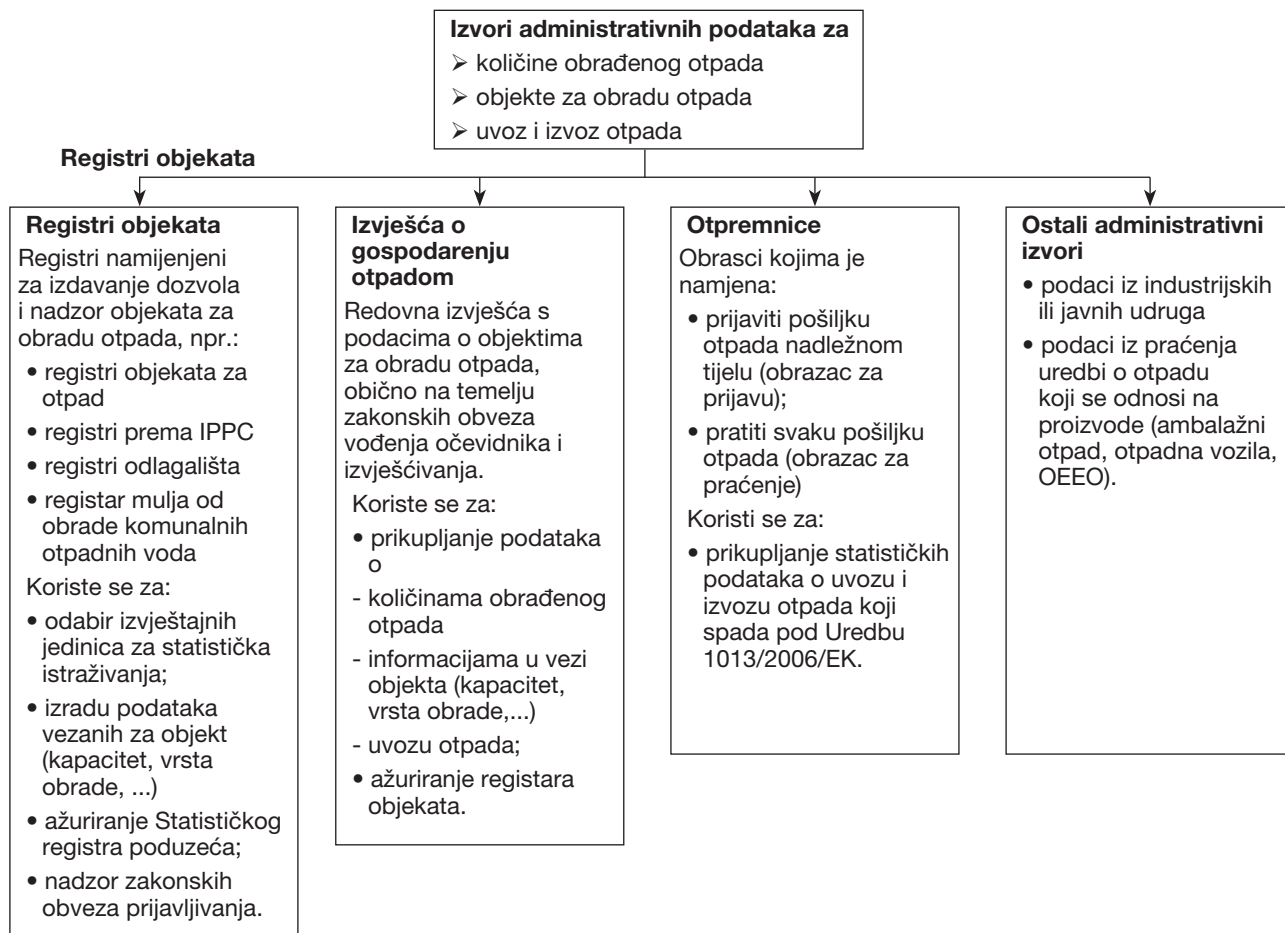 Izvori administrativnih podataka za
➢ količine obrađenog otpada
➢ objekte za obradu otpada
➢ uvoz i izvoz otpada
Registri objekata
Registri objekata
Registri namijenjeni
za izdavanje dozvola
i nadzor objekata za
obradu otpada, npr.:
• registri objekata za
otpad
• registri prema IPPC
• registri odlagališta
• registar mulja od
obrade komunalnih
otpadnih voda
Koriste se za:
• odabir izvještajnih
jedinica za statistička
istraživanja;
• izradu podataka
vezanih za objekt
(kapacitet, vrsta
obrade, ...)
• ažuriranje Statističkog
registra poduzeća;
• nadzor zakonskih
obveza prijavljivanja.
Izvješća o
gospodarenju
otpadom
Redovna izvješća s
podacima o objektima
za obradu otpada,
obično na temelju
zakonskih obveza
vođenja očevidnika i
izvješćivanja.
Koriste se za:
• prikupljanje podataka
o
- količinama obrađenog
otpada
- informacijama u vezi
objekta (kapacitet,
vrsta obrade,...)
- uvozu otpada;
• ažuriranje registara
objekata.
Otpremnice
Obrasci kojima je
namjena:
• prijaviti pošiljku
otpada nadležnom
tijelu (obrazac za
prijavu);
• pratiti svaku pošiljku
otpada (obrazac za
praćenje)
Koristi se za:
• prikupljanje statističkih
podataka o uvozu i
izvozu otpada koji
spada pod Uredbu
1013/2006/EK.
Ostali administrativni
izvori
• podaci iz industrijskih
ili javnih udruga
• podaci iz praćenja
uredbi o otpadu
koji se odnosi na
proizvode (ambalažni
otpad, otpadna vozila,
OEEO).